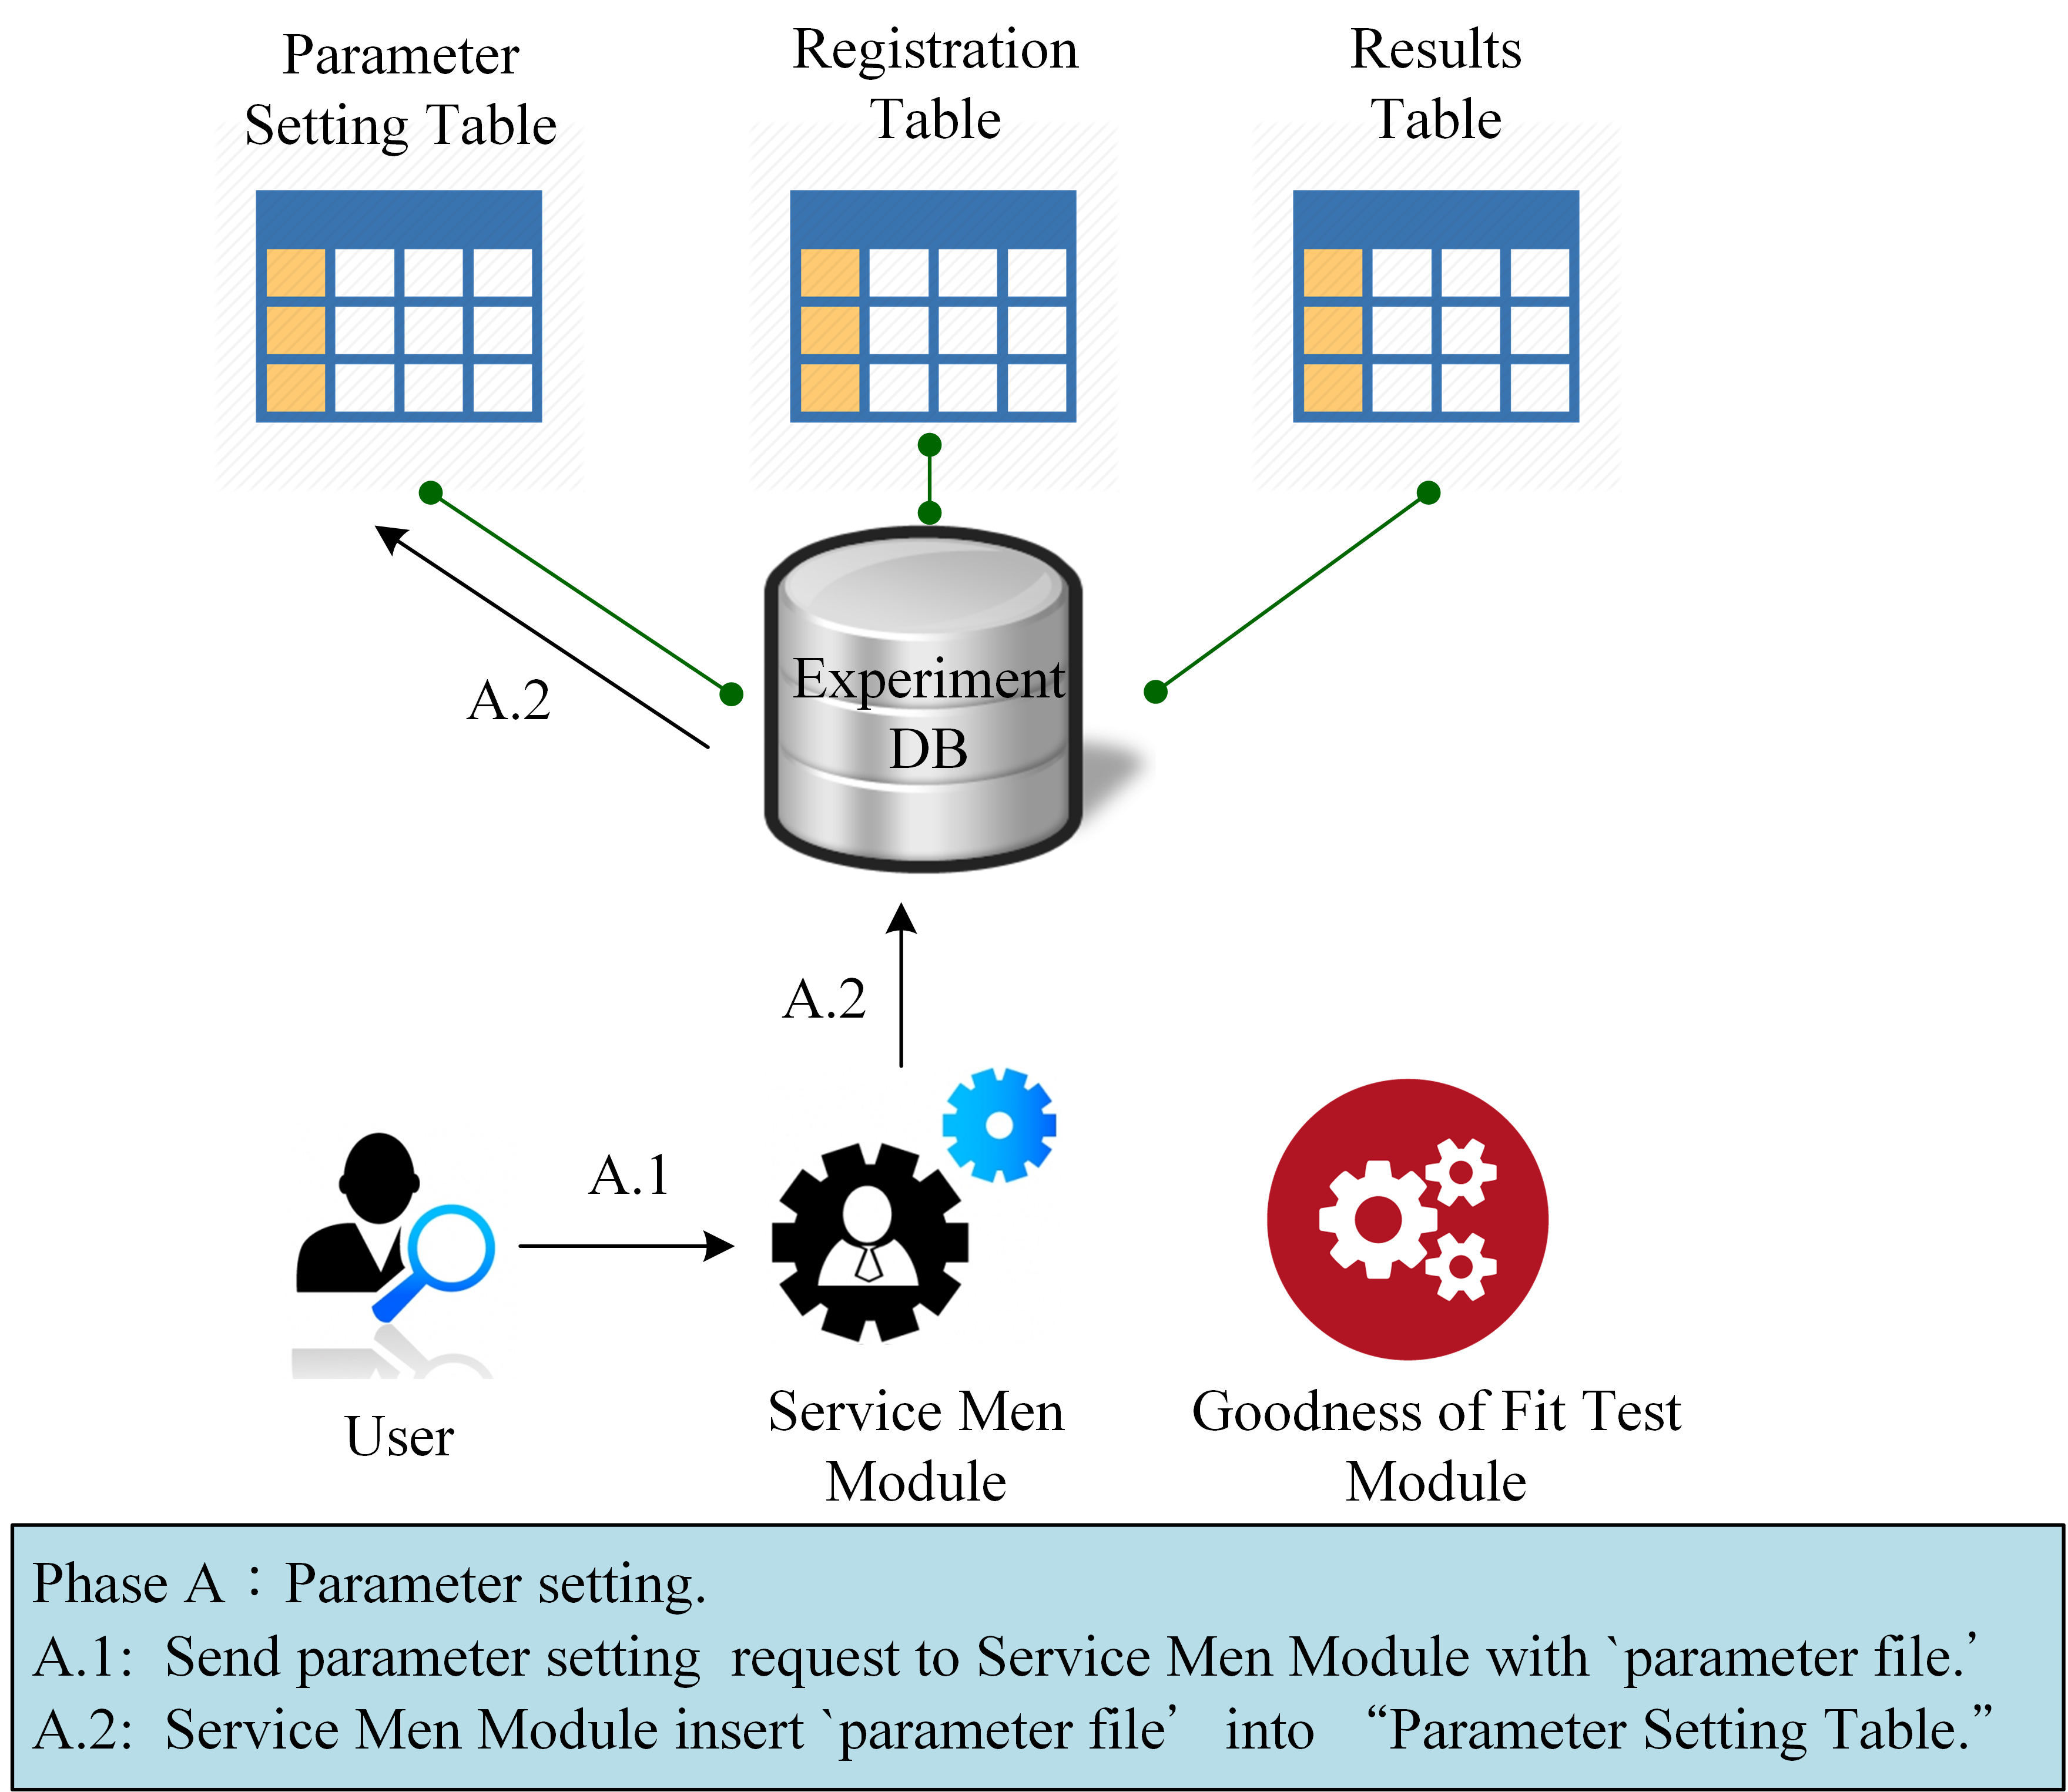 Parameter
Setting Table
Registration
Table
Results
Table
Experiment
DB
A.2
A.2
A.1
User
Service Men
Module
Goodness of Fit Test
Module
Phase A：Parameter setting.
A.1:  Send parameter setting  request to Service Men Module with `parameter file.’
A.2:  Service Men Module insert `parameter file’ into “Parameter Setting Table.”